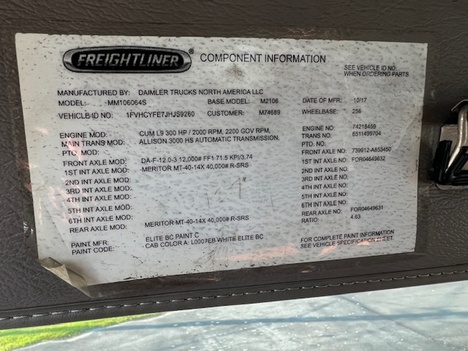 FREIGHTLINER COMPONENT INFORMATION
SEE VEHICLE ID NO.
WHEN ORDERING PARTS
MANUFACTURED BY: DAIMLER TRUCKS NORTH AMERICA LLC
MODEL: MM106064S BASE MODEL: M2106 DATE OF MFG: 10/17
VEHICLE ID NO: 1FVHCYFE7JHJS9260 CUSTOMER: M74689 WHEELBASE: 256
ENGINE MOD: CUM L9 300 HP / 2000 RPM, 2200 GOV RPM, ENGINE NO: 74218459
TRANS MOD: ALLISON 3000 HS AUTOMATIC TRANSMISSION, 6511499704
PTO. MOD: PTO. NO:
FRONT AXLE MOD: DA-F-12.0-3 12,000# FF1 71.5 KPI/3.74 FRONT AXLE NO:
1ST INT AXLE MOD: MERITOR MT-40-14X 40,000# R-SRS 1ST INT AXLE NO: FOR04649632
2ND INT AXLE MOD: 2ND INT AXLE NO:
3RD INT AXLE MOD: 3RD INT AXLE NO:
4TH INT AXLE MOD: 4TH INT AXLE NO:
5TH INT AXLE MOD: 5TH INT AXLE NO:
6TH INT AXLE MOD: 6TH INT AXLE NO:
REAR AXLE MOD: MERITOR MT-40-14X 40,000# R-SRS REAR AXLE NO: FOR04649631
RATIO: 4.63
PAINT MFR: ELITE BC PAINT C FOR COMPLETE PAINT INFORMATION
PAINT NO: CAB COLOR A: L0007EB WHITE ELITE BC SEE VEHICLE SPECIFICATION SHEET.